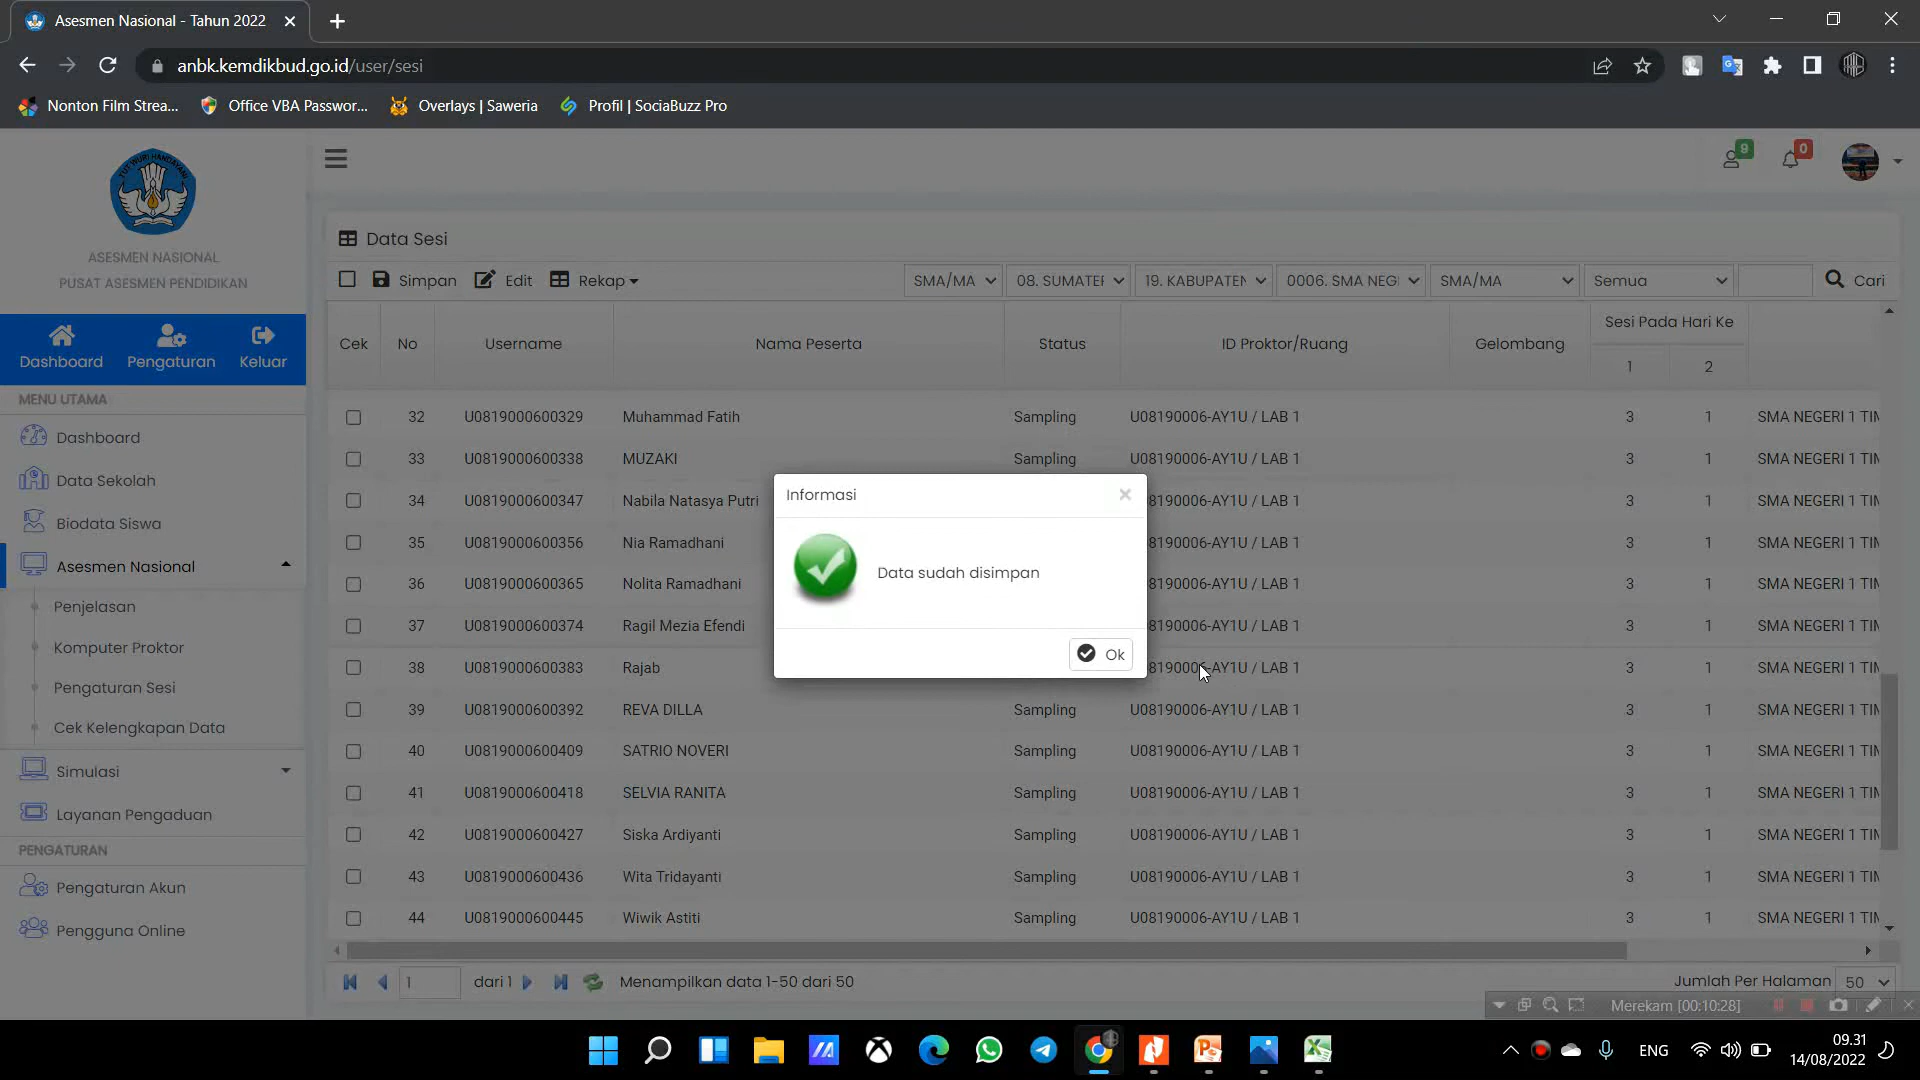 Asesmen Nasional - Tahun 2022
anbk.kemdikbud.go.id/user/sesi
Nonton Film Strea... Office VBA Passwor... Overlays | Saweria Profil | SociaBuzz Pro
9 0
ASESMEN NASIONAL
PUSAT ASESMEN PENDIDIKAN
Dashboard Pengaturan Keluar
MENU UTAMA
Dashboard
Data Sekolah
Biodata Siswa
Asesmen Nasional
Penjelasan
Komputer Proktor
Pengaturan Sesi
Cek Kelengkapan Data
Simulasi
Layanan Pengaduan
PENGATURAN
Pengaturan Akun
Pengguna Online
Data Sesi
Simpan Edit Rekap SMA/MA 08. SUMATEF 19. KABUPATEN 0006. SMA NEGI SMA/MA Semua Cari
Cek No Username Nama Peserta Status ID Proktor/Ruang Gelombang Sesi Pada Hari Ke
1 2
32 U0819000600329 Muhammad Fatih Sampling U08190006-AY1U / LAB 1 3 1 SMA NEGERI 1 TIM
33 U0819000600338 MUZAKI Sampling U08190006-AY1U / LAB 1 3 1 SMA NEGERI 1 TIM
34 U0819000600347 Nabila Natasya Putri 8190006-AY1U / LAB 1 3 1 SMA NEGERI 1 TIM
35 U0819000600356 Nia Ramadhani 8190006-AY1U / LAB 1 3 1 SMA NEGERI 1 TIM
36 U0819000600365 Nolita Ramadhani 8190006-AY1U / LAB 1 3 1 SMA NEGERI 1 TIM
37 U0819000600374 Ragil Mezia Efendi 8190006-AY1U / LAB 1 3 1 SMA NEGERI 1 TIM
38 U0819000600383 Rajab 8190006-AY1U / LAB 1 3 1 SMA NEGERI 1 TIM
39 U0819000600392 REVA DILLA Sampling U08190006-AY1U / LAB 1 3 1 SMA NEGERI 1 TIM
40 U0819000600409 SATRIO NOVERI Sampling U08190006-AY1U / LAB 1 3 1 SMA NEGERI 1 TIM
41 U0819000600418 SELVIA RANITA Sampling U08190006-AY1U / LAB 1 3 1 SMA NEGERI 1 TIM
42 U0819000600427 Siska Ardiyanti Sampling U08190006-AY1U / LAB 1 3 1 SMA NEGERI 1 TIM
43 U0819000600436 Wita Tridayanti Sampling U08190006-AY1U / LAB 1 3 1 SMA NEGERI 1 TIM
44 U0819000600445 Wiwik Astiti Sampling U08190006-AY1U / LAB 1 3 1 SMA NEGERI 1 TIM
Informasi
Data sudah disimpan
Ok
1 dari 1 Menampilkan data 1-50 dari 50 Jumlah Per Halaman 50
Merekam [00:10:28]
ENG 09.31
14/08/2022